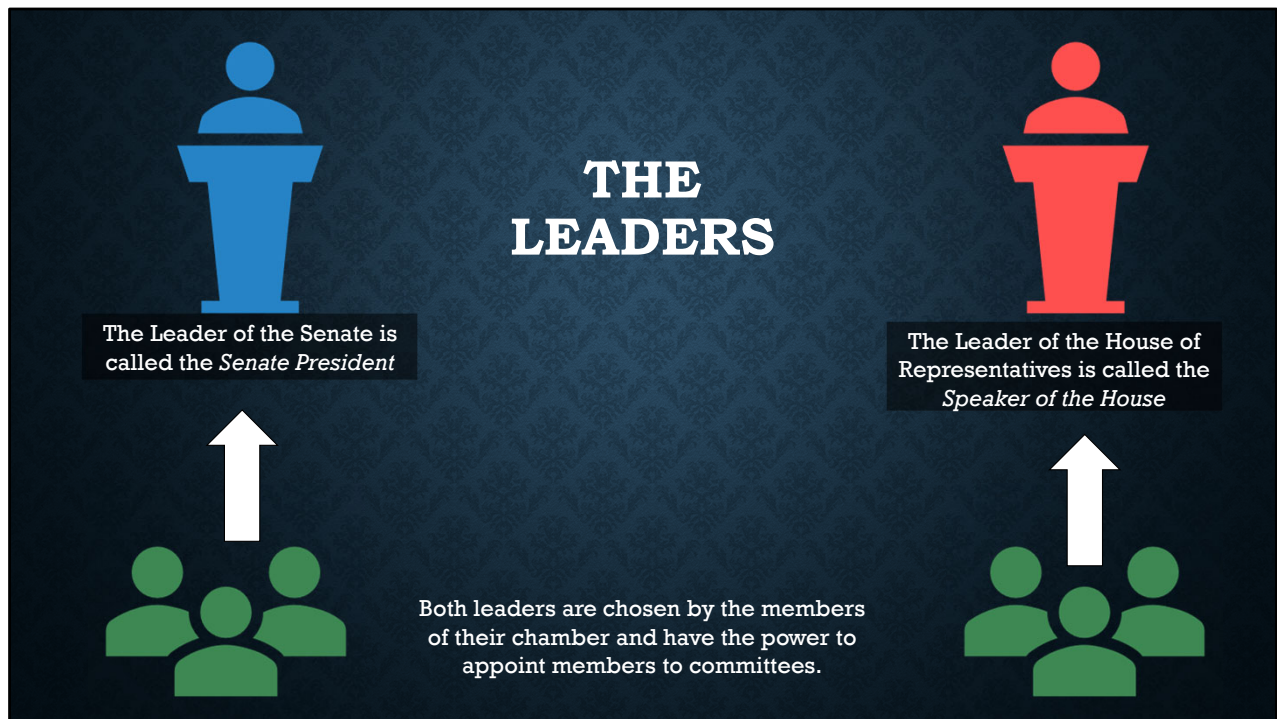 THE
LEADERS
The Leader of the Senate is
called the Senate President
The Leader of the House of
Representatives is called the
Speaker of the House
Both leaders are chosen by the members
of their chamber and have the power to
appoint members to committees.